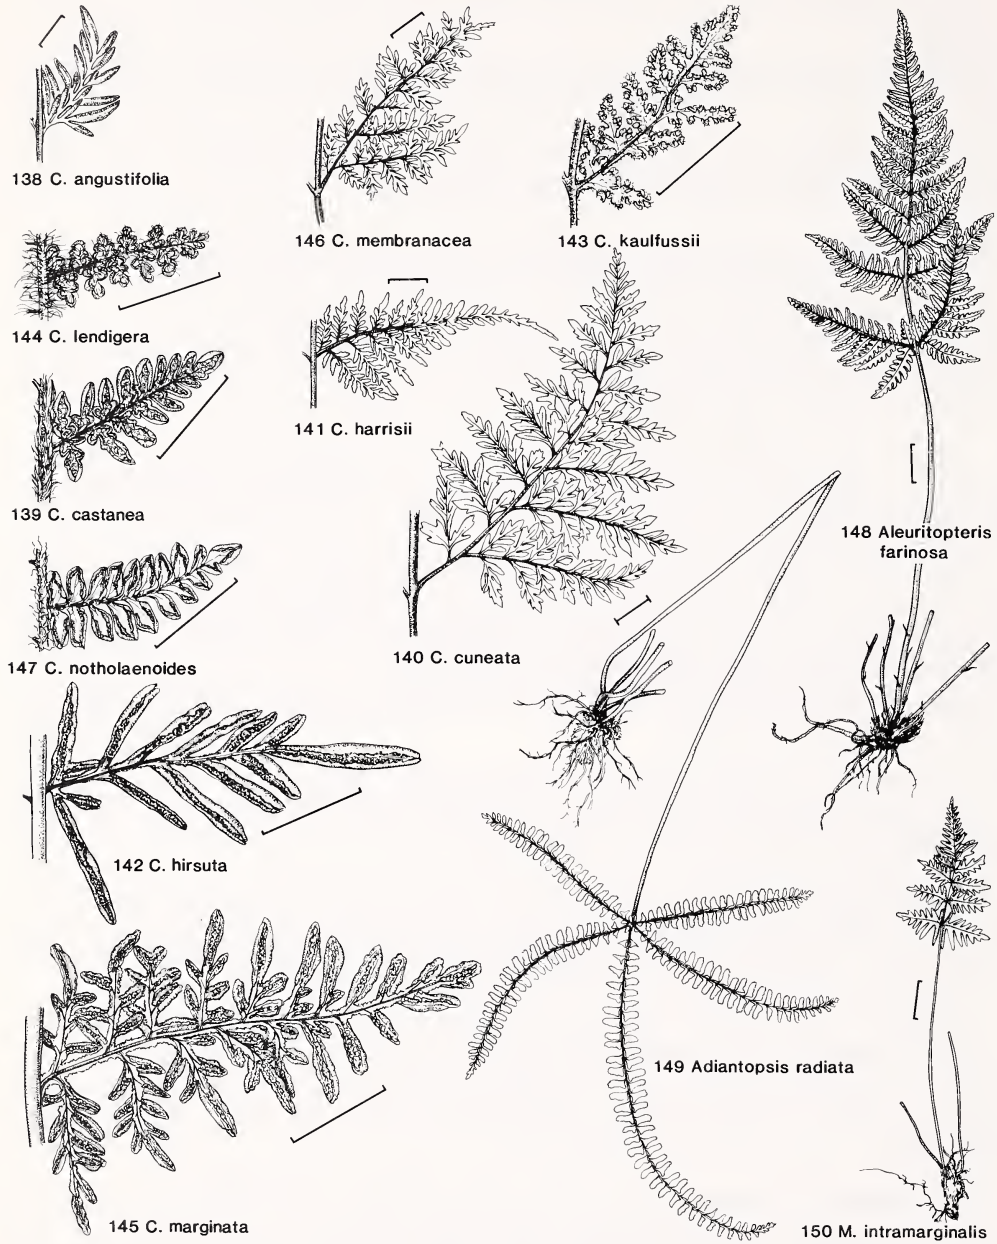 138 C. angustifolia
146 C. membranacea
143 C. kaulfussii
144 C. lendigera
141 C. harrisii
139 C. castanea
148 Aleuritopteris
farinosa
140 C. cuneata
147 C. notholaenoides
142 C. hirsuta
149 Adiantopsis radiata
145 C. marginata
150 M. intramarginalis